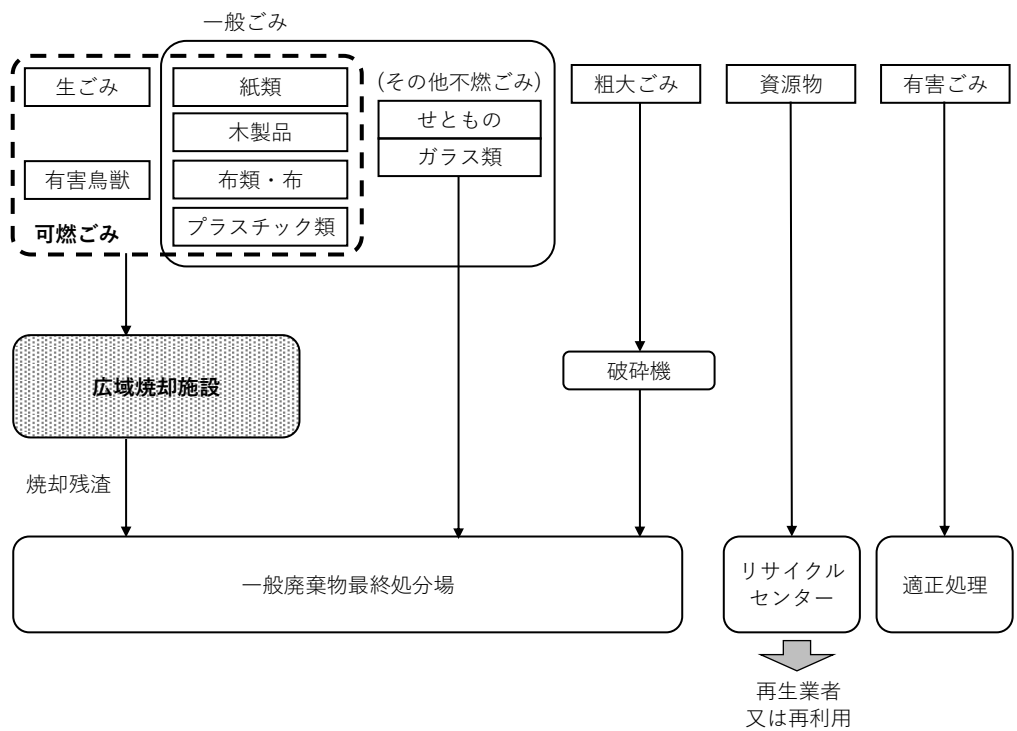 一般ごみ
生ごみ
有害鳥獣
可燃ごみ
紙類
木製品
布類・布
プラスチック類
(その他不燃ごみ)
せともの
ガラス類
粗大ごみ
資源物
有害ごみ
広域焼却施設
破砕機
焼却残渣
一般廃棄物最終処分場
リサイクル
センター
適正処理
再生業者
又は再利用